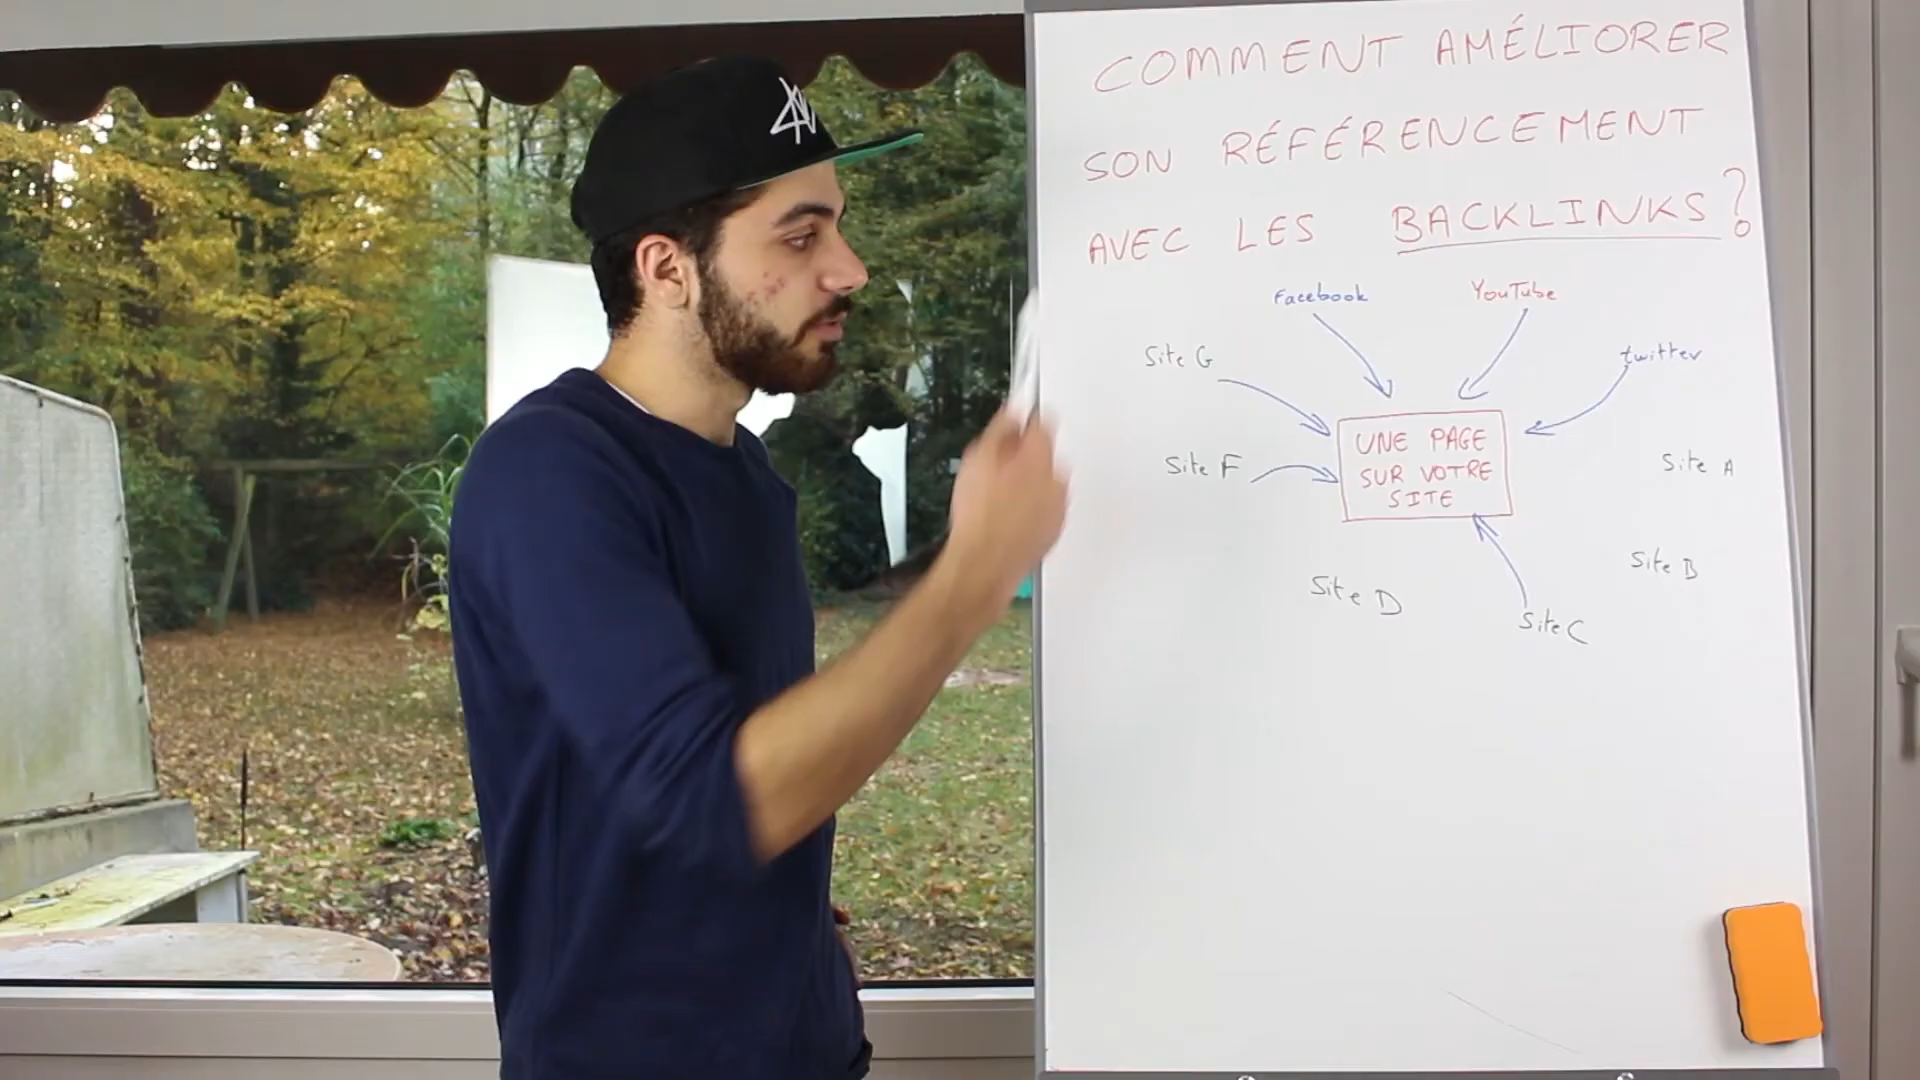 COMMENT AMÉLIORER
SON RÉFÉRENCEMENT
AVEC LES BACKLINKS?
Facebook
YouTube
Site G
twitter
Site F
UNE PAGE
SUR VOTRE
SITE
Site A
Site B
Site D
Site C